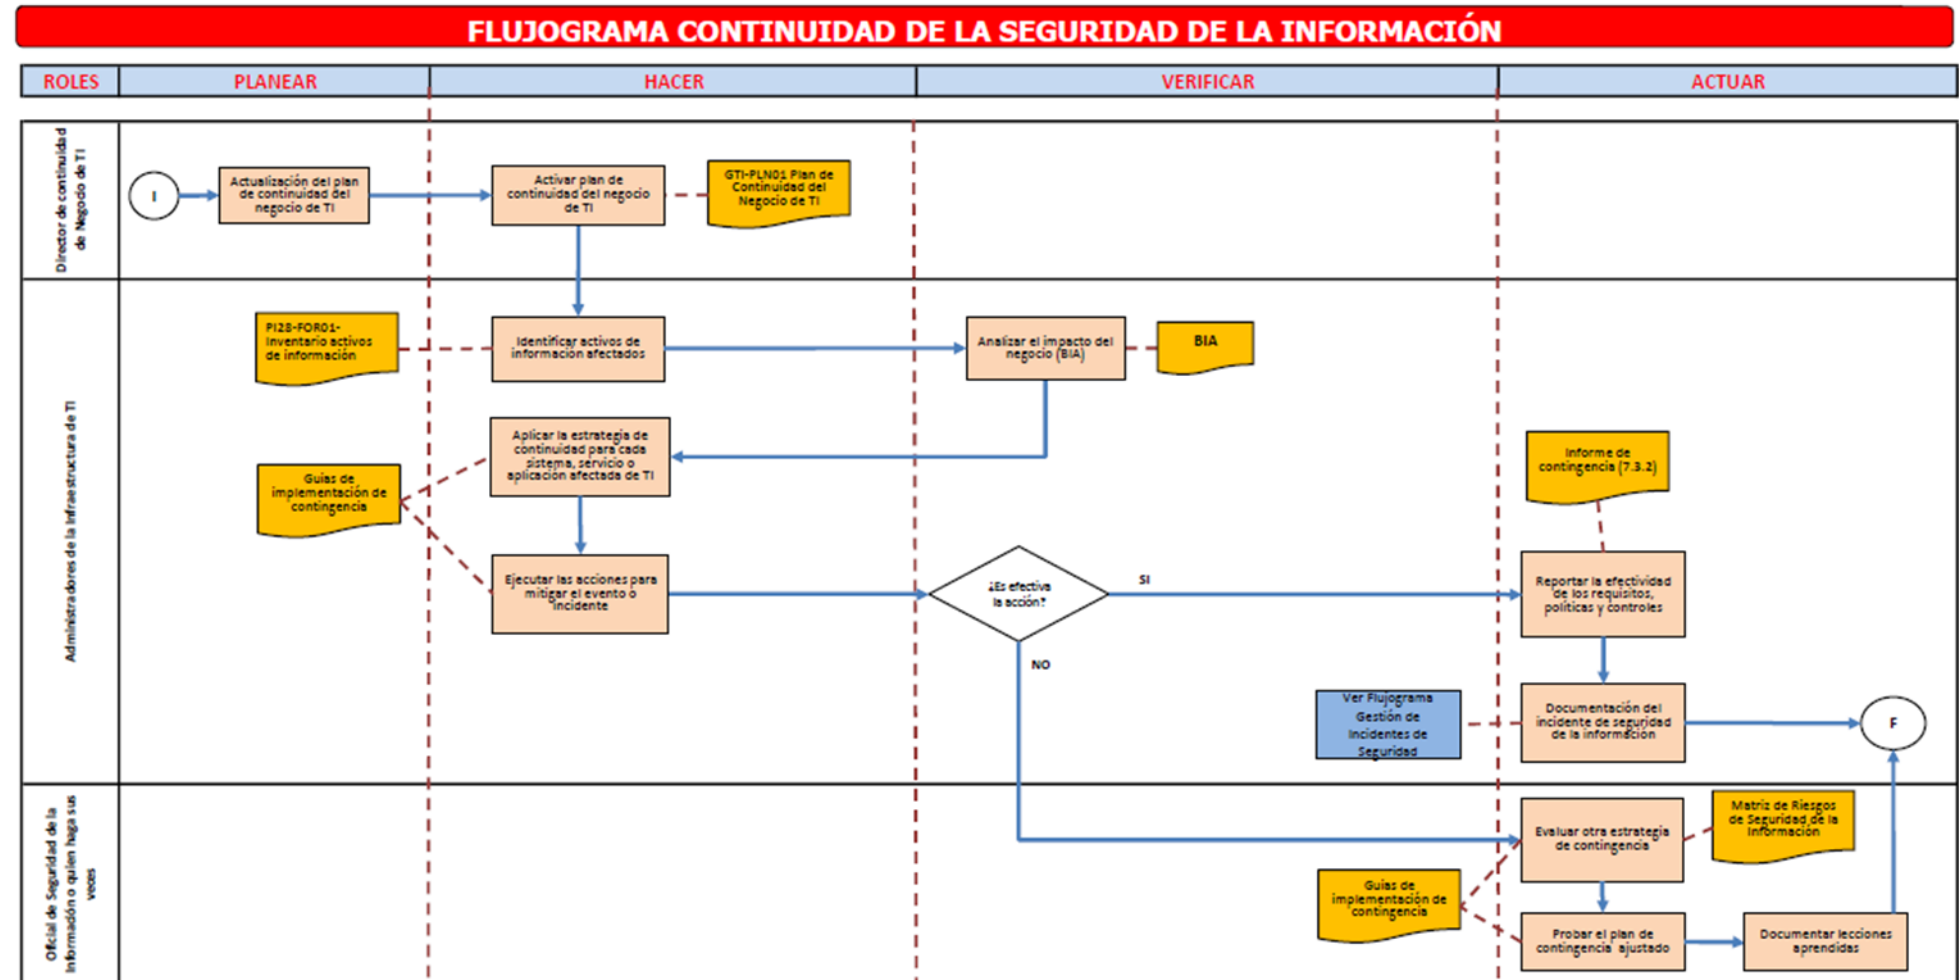 FLUJOGRAMA CONTINUIDAD DE LA SEGURIDAD DE LA INFORMACIÓN
ROLES
PLANEAR
HACER
VERIFICAR
ACTUAR
Director de continuidad
de Negocio de TI
I
Actualización del plan
de continuidad del
negocio de TI
Activar plan de
continuidad del negocio
de TI
GTI-PLN01 Plan de
Continuidad del
Negocio de TI
Administradores de la Infraestructura de TI
PI28-FOR01-
Inventario activos
de información
Identificar activos de
información afectados
Analizar el impacto del
negocio (BIA)
BIA
Aplicar la estrategia de
continuidad para cada
sistema, servicio o
aplicación afectada de TI
Guias de
implementación de
contingencia
Informe de
contingencia (7.3.2)
Ejecutar las acciones para
mitigar el evento o
incidente
¿Es efectiva
la acción?
SI
NO
Reportar la efectividad
de los requisitos,
políticas y controles
Ver Flujograma
Gestión de
Incidentes de
Seguridad
Documentación del
incidente de seguridad
de la información
F
Oficial de Seguridad de la
Información o quien haga sus
veces
Evaluar otra estrategia
de contingencia
Matriz de Riesgos
de Seguridad de la
Información
Guias de
implementación de
contingencia
Probar el plan de
contingencia ajustado
Documentar lecciones
aprendidas